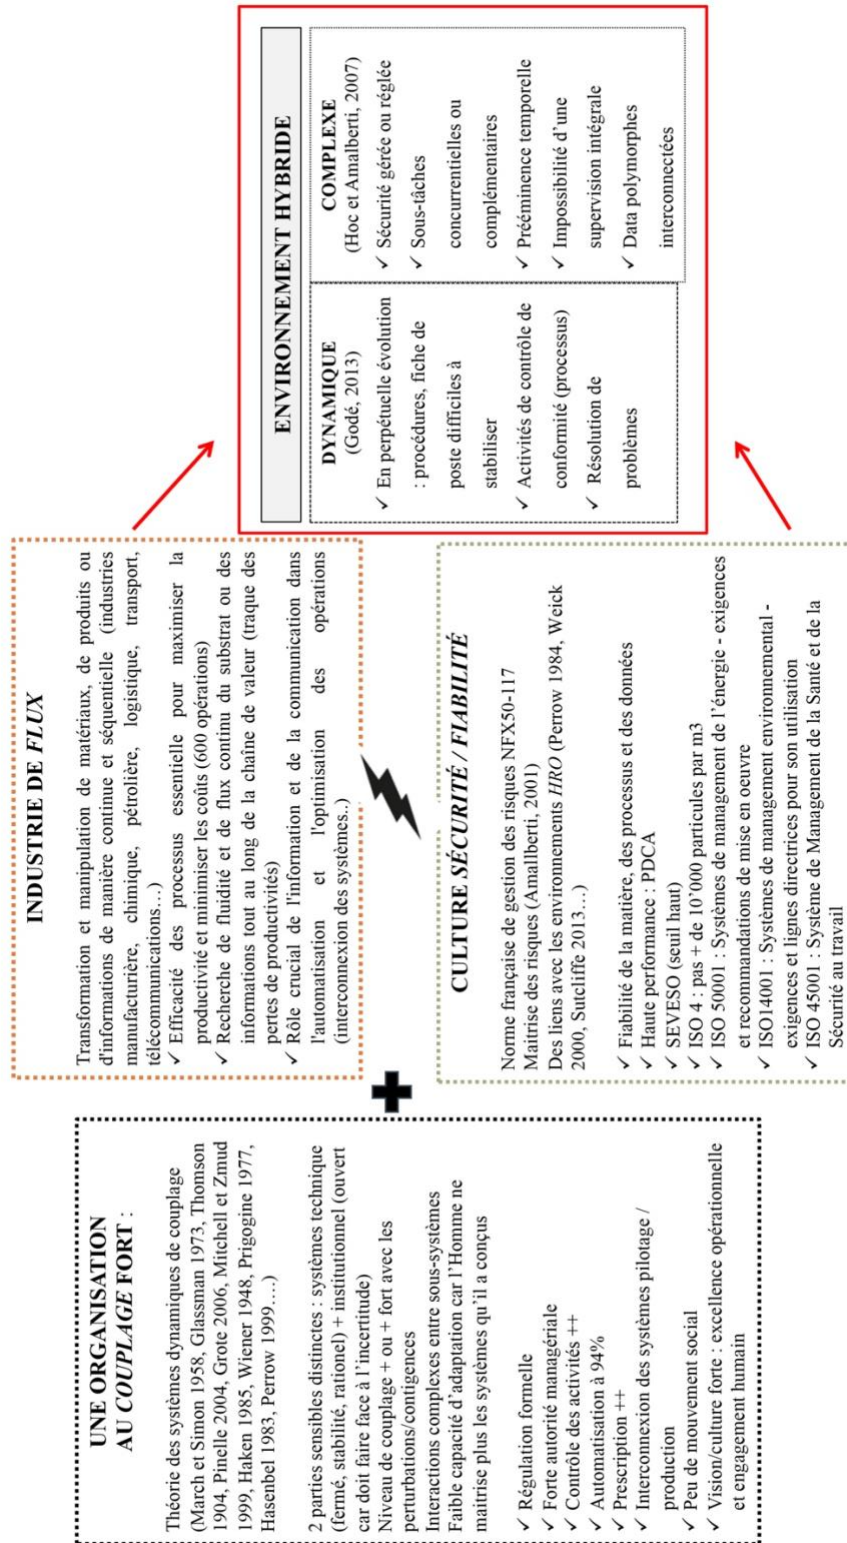 UNE ORGANISATION
AU COUPLAGE FORT :
Théorie des systèmes dynamiques de couplage
(March et Simon 1958, Glassman 1973, Thomson
1904, Pinelle 2004, Grote 2006, Mitchell et Zmud
1999, Haken 1985, Wiener 1948, Prigogine 1977,
Hasenbel 1983, Perrow 1999….)
2 parties sensibles distinctes : systèmes technique
(fermé, stabilité, rationel) + institutionnel (ouvert
car doit faire face à l’incertitude)
Niveau de couplage + ou + fort avec les
perturbations/contigences
Interactions complexes entre sous-systèmes
Faible capacité d’adaptation car l’Homme ne
maitrise plus les systèmes qu’il a conçus
✓ Régulation formelle
✓ Forte autorité managériale
✓ Contrôle des activités ++
✓ Automatisation à 94%
✓ Prescription ++
✓ Interconnexion des systèmes pilotage /
production
✓ Peu de mouvement social
✓ Vision/culture forte : excellence opérationnelle
et engagement humain
INDUSTRIE DE FLUX
Transformation et manipulation de matériaux, de produits ou
d'informations de manière continue et séquentielle (industries
manufacturière, chimique, pétrolière, logistique, transport,
télécommunications…)
✓ Efficacité des processus essentielle pour maximiser la
productivité et minimiser les coûts (600 opérations)
✓ Recherche de fluidité et de flux continu du substrat ou des
informations tout au long de la chaîne de valeur (traque des
pertes de productivités)
✓ Rôle crucial de l'information et de la communication dans
l'automatisation et l'optimisation des opérations
(interconnexion des systèmes..)
CULTURE SÉCURITÉ / FIABILITÉ
Norme française de gestion des risques NFX50-117
Maitrise des risques (Amallberti, 2001)
Des liens avec les environnements HRO (Perrow 1984, Weick
2000, Sutcliffe 2013…)
✓ Fiabilité de la matière, des processus et des données
✓ Haute performance : PDCA
✓ SEVESO (seuil haut)
✓ ISO 4 : pas + de 10’000 particules par m3
✓ ISO 50001 : Systèmes de management de l’énergie - exigences
et recommandations de mise en oeuvre
✓ ISO14001 : Systèmes de management environnemental -
exigences et lignes directrices pour son utilisation
✓ ISO 45001 : Système de Management de la Santé et de la
Sécurité au travail
ENVIRONNEMENT HYBRIDE
DYNAMIQUE
(Godé, 2013)
✓ En perpétuelle évolution
: procédures, fiche de
poste difficiles à
stabiliser
✓ Activités de contrôle de
conformité (processus)
✓ Résolution de
problèmes
COMPLEXE
(Hoc et Amalberti, 2007)
✓ Sécurité gérée ou réglée
✓ Sous-tâches
concurrentielles ou
complémentaires
✓ Prééminence temporelle
✓ Impossibilité d’une
supervision intégrale
✓ Data polymorphes
interconnectées